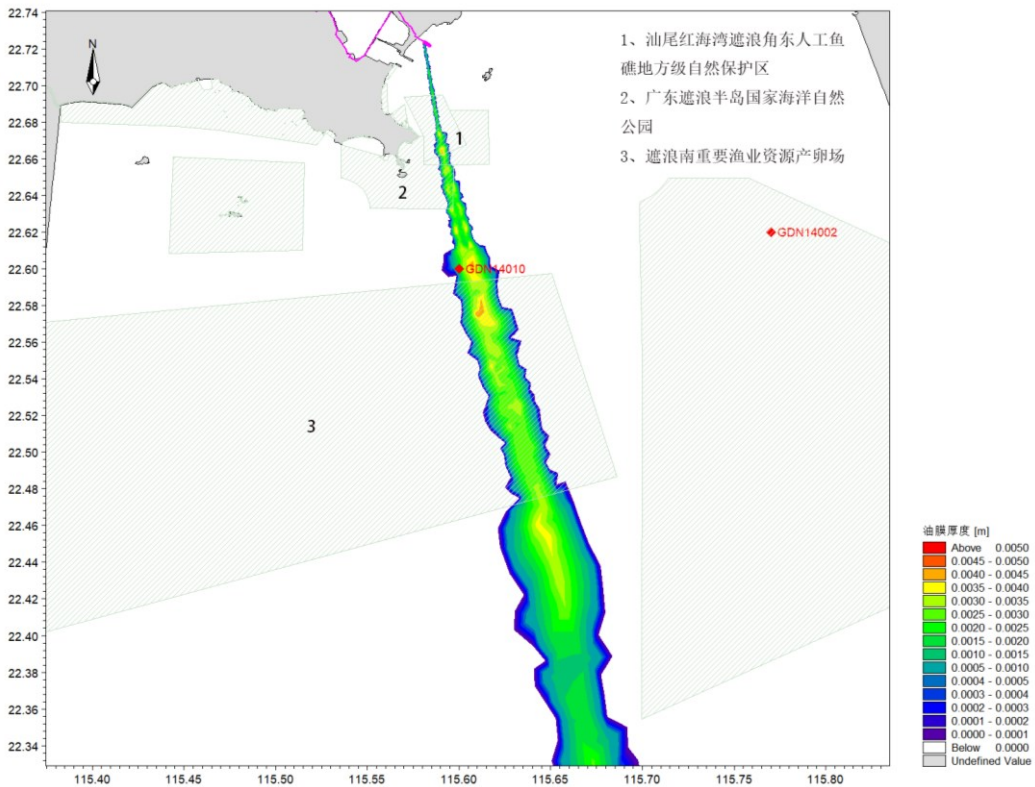 22.74
22.72
22.70
22.68
22.66
22.64
22.62
22.60
22.58
22.56
22.54
22.52
22.50
22.48
22.46
22.44
22.42
22.40
22.38
22.36
22.34
N
1、汕尾红海湾遮浪角东人工鱼
礁地方级自然保护区
2、广东遮浪半岛国家海洋自然
公园
3、遮浪南重要渔业资源产卵场
1
2
GDN14002
GDN14010
3
115.40
115.45
115.50
115.55
115.60
115.65
115.70
115.75
115.80
油膜厚度 [m]
Above 0.0050
0.0045 - 0.0050
0.0040 - 0.0045
0.0035 - 0.0040
0.0030 - 0.0035
0.0025 - 0.0030
0.0020 - 0.0025
0.0015 - 0.0020
0.0010 - 0.0015
0.0005 - 0.0010
0.0004 - 0.0005
0.0003 - 0.0004
0.0002 - 0.0003
0.0001 - 0.0002
0.0000 - 0.0001
Below 0.0000
Undefined Value